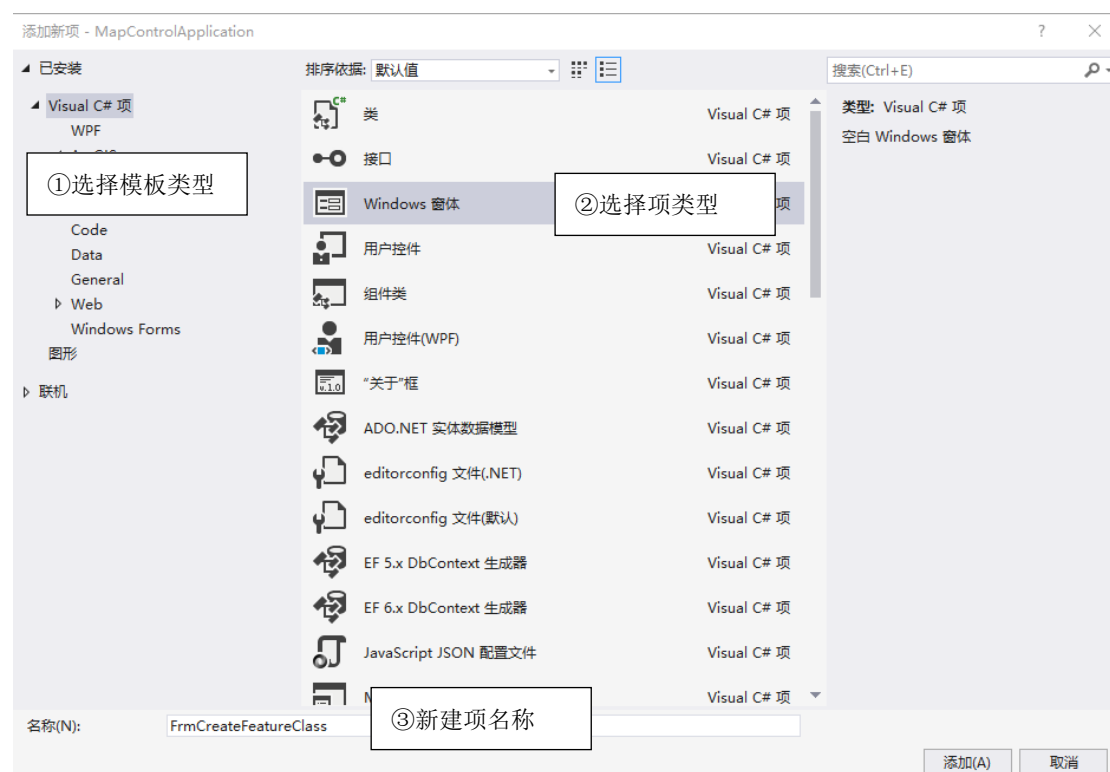 添加新项 - MapControlApplication
? ×
已安装
排序依据: 默认值
搜索(Ctrl+E)
Visual C# 项
WPF
①选择模板类型
Code
Data
General
Web
Windows Forms
图形
联机
类 Visual C# 项
接口 Visual C# 项
Windows 窗体 项
②选择项类型
用户控件 Visual C# 项
组件类 Visual C# 项
用户控件(WPF) Visual C# 项
"关于"框 Visual C# 项
ADO.NET 实体数据模型 Visual C# 项
editorconfig 文件(.NET) Visual C# 项
editorconfig 文件(默认) Visual C# 项
EF 5.x DbContext 生成器 Visual C# 项
EF 6.x DbContext 生成器 Visual C# 项
JavaScript JSON 配置文件 Visual C# 项
Visual C# 项
类型: Visual C# 项
空白 Windows 窗体
名称(N): FrmCreateFeatureClass
③新建项名称
添加(A) 取消